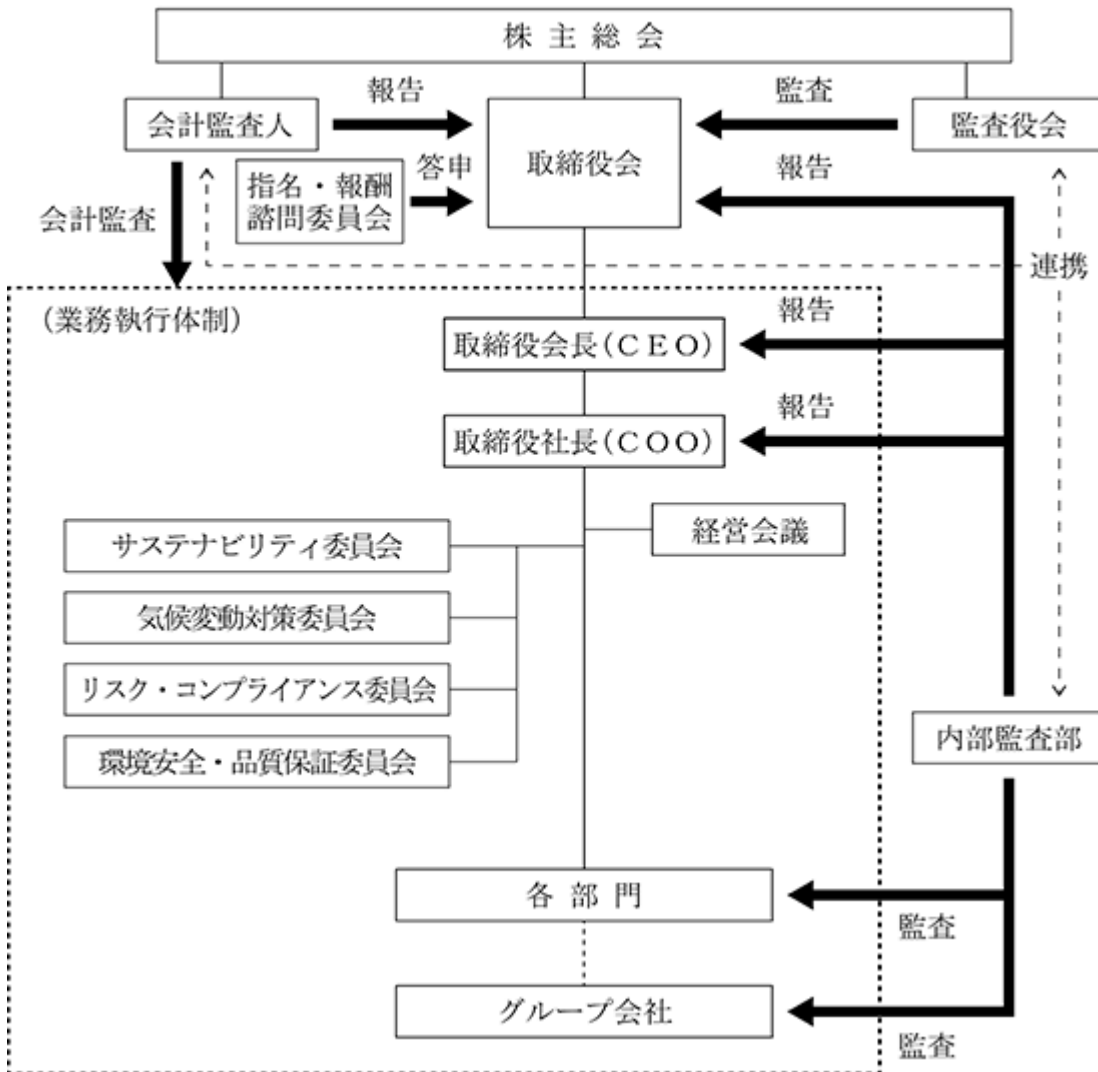 株主総会
報告
監査
会計監査人
取締役会
監査役会
答申
報告
指名・報酬
諮問委員会
会計監査
連携
(業務執行体制)
報告
取締役会長(CEO)
報告
取締役社長(COO)
経営会議
サステナビリティ委員会
気候変動対策委員会
リスク・コンプライアンス委員会
環境安全・品質保証委員会
内部監査部
各部門
監査
グループ会社
監査